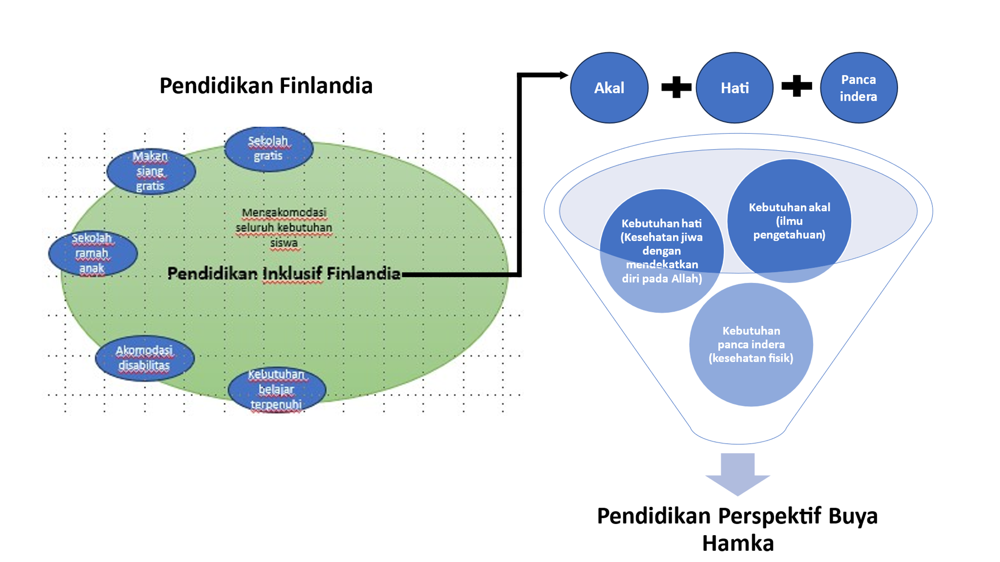 Pendidikan Finlandia
Sekolah
gratis
Makan
siang
gratis
Sekolah
ramah
anak
Akomodasi
disabilitas
Kebutuhan
belajar
terpenuhi
Mengakomodasi
seluruh kebutuhan
siswa
Pendidikan Inklusif Finlandia
Akal
Hati
Panca
indera
Kebutuhan hati
(Kesehatan jiwa
dengan
mendekatkan
diri pada Allah)
Kebutuhan akal
(ilmu
pengetahuan)
Kebutuhan
panca indera
(kesehatan fisik)
Pendidikan Perspektif Buya
Hamka